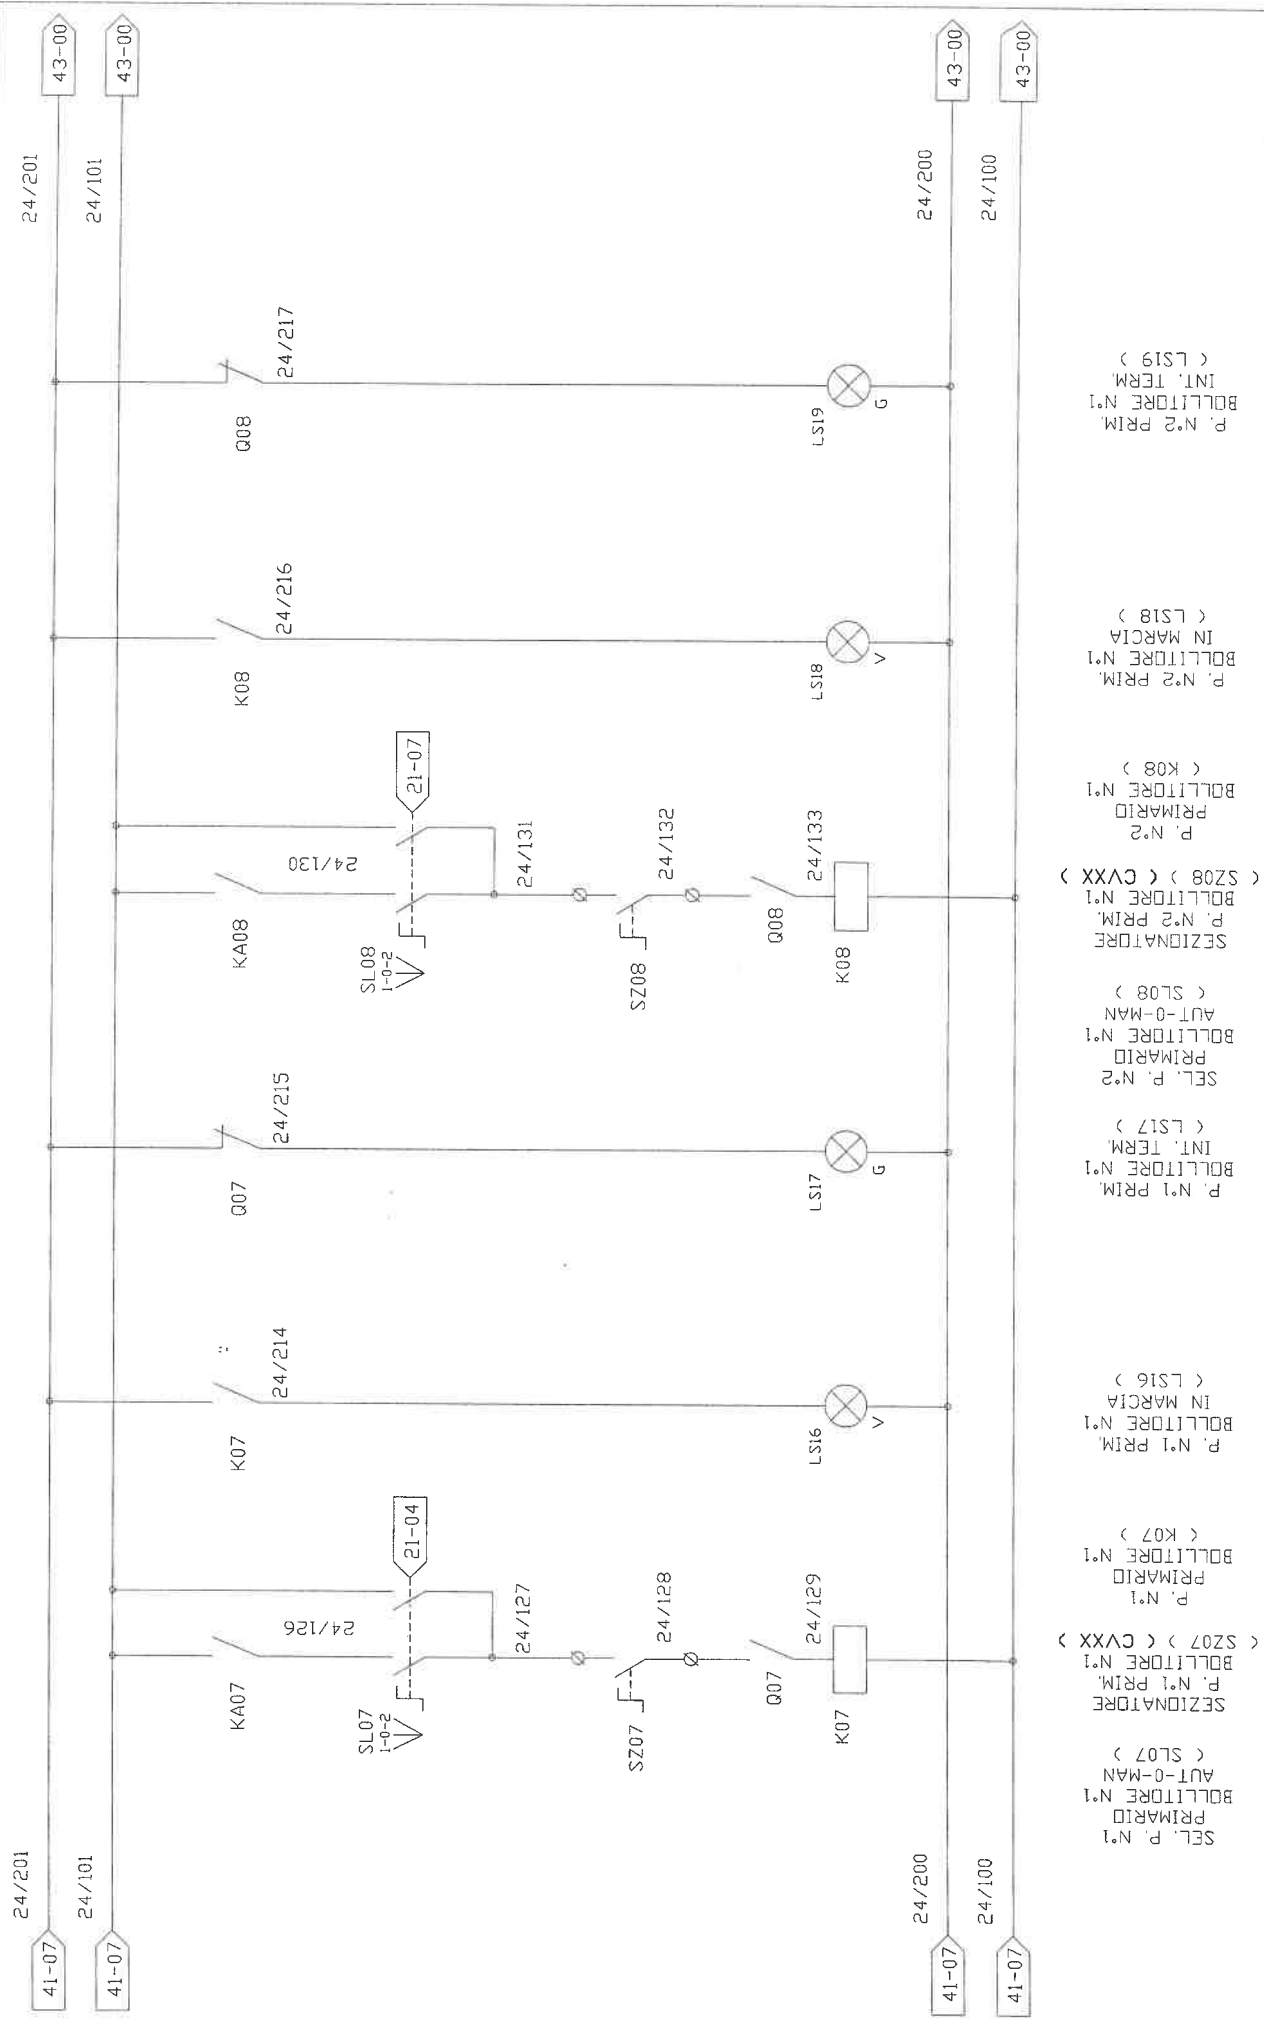 43-00
43-00
43-00
43-00
24/201
24/101
24/200
24/100
24/217
Q08
LS19
G
P. N°2 PRIM.
BOLLITORE N°1
INT. TERM.
( LS19 )
24/216
K08
LS18
V
P. N°2 PRIM.
BOLLITORE N°1
IN MARCIA
( LS18 )
21-07
24/130
KA08
SL08
1-0-2
24/131
24/132
SZ08
Q08
24/133
K08
P. N°2
PRIMARIO
BOLLITORE N°1
( K08 )
SEZIONATORE
P. N°2 PRIM.
BOLLITORE N°1
( SZ08 ) ( CVXX )
SEL. P. N°2
PRIMARIO
BOLLITORE N°1
AUT-0-MAN
( SL08 )
24/215
Q07
LS17
G
P. N°1 PRIM.
BOLLITORE N°1
INT. TERM.
( LS17 )
24/214
K07
LS16
V
P. N°1 PRIM.
BOLLITORE N°1
IN MARCIA
( LS16 )
21-04
24/126
KA07
SL07
1-0-2
24/127
24/128
SZ07
Q07
24/129
K07
P. N°1
PRIMARIO
BOLLITORE N°1
( K07 )
SEZIONATORE
P. N°1 PRIM.
BOLLITORE N°1
( SZ07 ) ( CVXX )
SEL. P. N°1
PRIMARIO
BOLLITORE N°1
AUT-0-MAN
( SL07 )
24/201
24/101
24/200
24/100
41-07
41-07
41-07
41-07